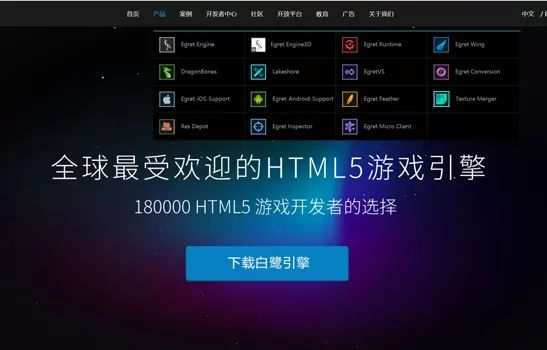 首页 产品 案例 开发者中心 社区 开放平台 教育 广告 关于我们 中文 / E
Egret Engine Egret Engine3D Egret Runtime Egret Wing
DragonBones Lakeshore EgretVS Egret Conversion
Egret-iOS-Support Egret-Android-Support Egret Feather Texture Merger
Res Depot Egret Inspector Egret Micro Client
全球最受欢迎的HTML5游戏引擎
180000 HTML5 游戏开发者的选择
下载白鹭引擎